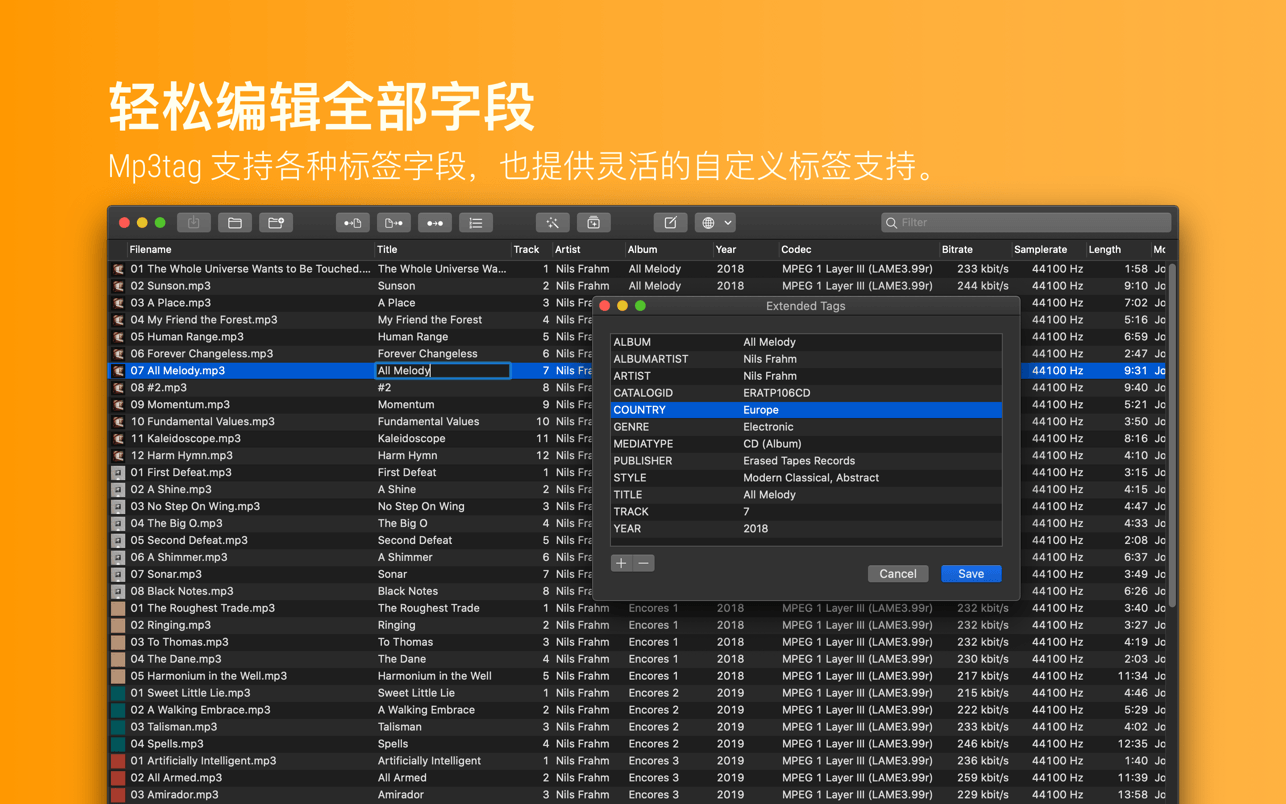 轻松编辑全部字段
Mp3tag 支持各种标签字段，也提供灵活的自定义标签支持。
Filter
Filename Title Track Artist Album Year Codec Bitrate Samplerate Length Mo
01 The Whole Universe Wants to Be Touched.... The Whole Universe Wa... 1 Nils Frahm All Melody 2018 MPEG 1 Layer III (LAME3.99r) 233 kbit/s 44100 Hz 1:58 Jo
02 Sunson.mp3 Sunson 2 Nils Frahm All Melody 2018 MPEG 1 Layer III (LAME3.99r) 244 kbit/s 44100 Hz 9:10 Jo
03 A Place.mp3 A Place 3 Nils Fra 44100 Hz 7:02 Jo
04 My Friend the Forest.mp3 My Friend the Forest 4 Nils Fra 44100 Hz 5:16 Jo
05 Human Range.mp3 Human Range 5 Nils Fra 44100 Hz 6:59 Jo
06 Forever Changeless.mp3 Forever Changeless 6 Nils Fra 44100 Hz 2:47 Jo
07 All Melody.mp3 All Melody 7 Nils Fra 44100 Hz 9:31 Jo
08 #2.mp3 #2 8 Nils Fra 44100 Hz 9:40 Jo
09 Momentum.mp3 Momentum 9 Nils Fra 44100 Hz 5:21 Jo
10 Fundamental Values.mp3 Fundamental Values 10 Nils Fra 44100 Hz 3:50 Jo
11 Kaleidoscope.mp3 Kaleidoscope 11 Nils Fra 44100 Hz 8:16 Jo
12 Harm Hymn.mp3 Harm Hymn 12 Nils Fra 44100 Hz 4:10 Jo
01 First Defeat.mp3 First Defeat 1 Nils Fra 44100 Hz 3:15 Jo
02 A Shine.mp3 A Shine 2 Nils Fra 44100 Hz 4:15 Jo
03 No Step On Wing.mp3 No Step On Wing 3 Nils Fra 44100 Hz 4:47 Jo
04 The Big O.mp3 The Big O 4 Nils Fra 44100 Hz 4:33 Jo
05 Second Defeat.mp3 Second Defeat 5 Nils Fra 44100 Hz 2:08 Jo
06 A Shimmer.mp3 A Shimmer 6 Nils Fra 44100 Hz 6:37 Jo
07 Sonar.mp3 Sonar 7 Nils Fra 44100 Hz 3:49 Jo
08 Black Notes.mp3 Black Notes 8 Nils Fra 44100 Hz 6:26 Jo
01 The Roughest Trade.mp3 The Roughest Trade 1 Nils Frahm Encores 1 2018 MPEG 1 Layer III (LAME3.99r) 232 kbit/s 44100 Hz 3:40 Jo
02 Ringing.mp3 Ringing 2 Nils Frahm Encores 1 2018 MPEG 1 Layer III (LAME3.99r) 232 kbit/s 44100 Hz 3:27 Jo
03 To Thomas.mp3 To Thomas 3 Nils Frahm Encores 1 2018 MPEG 1 Layer III (LAME3.99r) 232 kbit/s 44100 Hz 4:19 Jo
04 The Dane.mp3 The Dane 4 Nils Frahm Encores 1 2018 MPEG 1 Layer III (LAME3.99r) 230 kbit/s 44100 Hz 2:03 Jo
05 Harmonium in the Well.mp3 Harmonium in the Well 5 Nils Frahm Encores 1 2018 MPEG 1 Layer III (LAME3.99r) 217 kbit/s 44100 Hz 11:34 Jo
01 Sweet Little Lie.mp3 Sweet Little Lie 1 Nils Frahm Encores 2 2019 MPEG 1 Layer III (LAME3.99r) 215 kbit/s 44100 Hz 4:46 Jo
02 A Walking Embrace.mp3 A Walking Embrace 2 Nils Frahm Encores 2 2019 MPEG 1 Layer III (LAME3.99r) 222 kbit/s 44100 Hz 5:29 Jo
03 Talisman.mp3 Talisman 3 Nils Frahm Encores 2 2019 MPEG 1 Layer III (LAME3.99r) 233 kbit/s 44100 Hz 4:02 Jo
04 Spells.mp3 Spells 4 Nils Frahm Encores 2 2019 MPEG 1 Layer III (LAME3.99r) 246 kbit/s 44100 Hz 12:35 Jo
01 Artificially Intelligent.mp3 Artificially Intelligent 1 Nils Frahm Encores 3 2019 MPEG 1 Layer III (LAME3.99r) 236 kbit/s 44100 Hz 1:40 Jo
02 All Armed.mp3 All Armed 2 Nils Frahm Encores 3 2019 MPEG 1 Layer III (LAME3.99r) 259 kbit/s 44100 Hz 11:39 Jo
03 Amirador.mp3 Amirador 3 Nils Frahm Encores 3 2019 MPEG 1 Layer III (LAME3.99r) 229 kbit/s 44100 Hz 13:58 Jo
Extended Tags
ALBUM All Melody
ALBUMARTIST Nils Frahm
ARTIST Nils Frahm
CATALOGID ERATP106CD
COUNTRY Europe
GENRE Electronic
MEDIATYPE CD (Album)
PUBLISHER Erased Tapes Records
STYLE Modern Classical, Abstract
TITLE All Melody
TRACK 7
YEAR 2018
Cancel Save